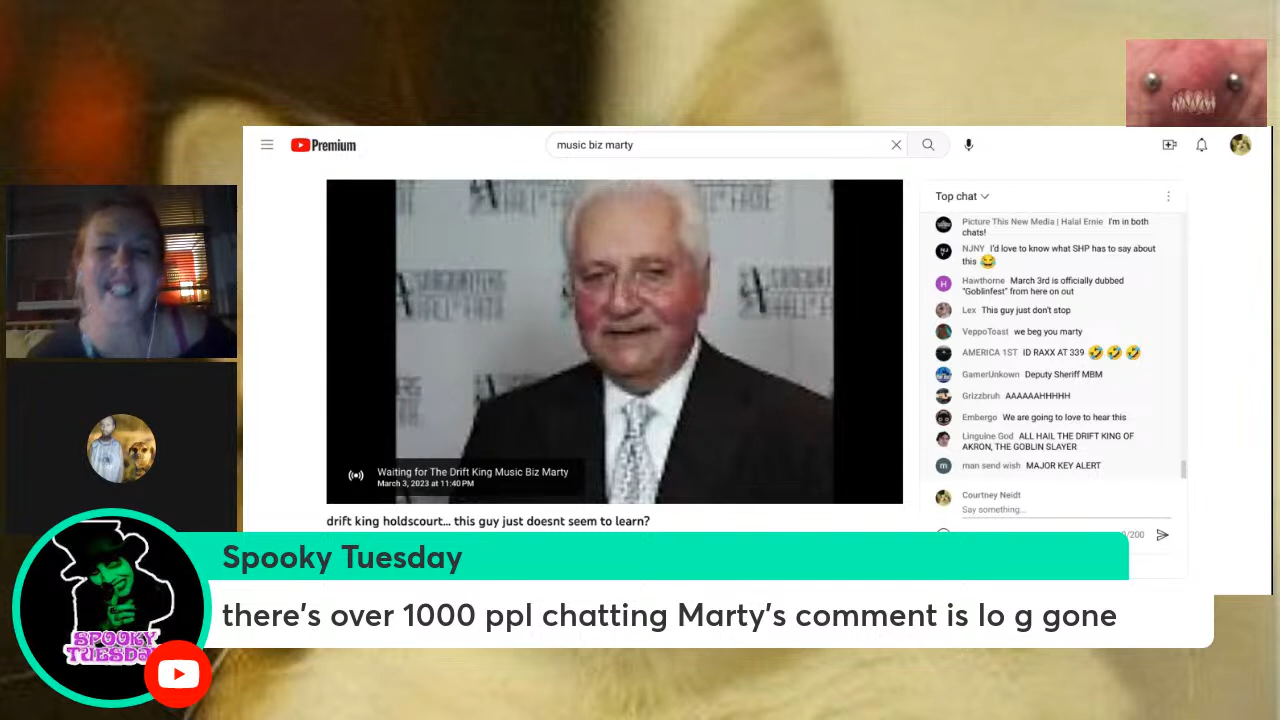 Premium
music biz marty
Top chat
Picture This New Media | Halal Ernie I'm in both
chats!
NJNY I'd love to know what SHP has to say about
this 😂
Hawthorne March 3rd is officially dubbed
"Goblinfest" from here on out
Lex This guy just don't stop
VeppoToast we beg you marty
AMERICA 1ST ID RAXX AT 339 🤣🤣🤣
GamerUnkown Deputy Sheriff MBM
Grizzbruh AAAAAAHHHHH
Embergo We are going to love to hear this
Linguine God ALL HAIL THE DRIFT KING OF
AKRON, THE GOBLIN SLAYER
man send wish MAJOR KEY ALERT
Courtney Neidt
Say something...
/200
Waiting for The Drift King Music Biz Marty
March 3, 2023 at 11:40 PM
drift king holdscourt... this guy just doesnt seem to learn?
Spooky Tuesday
there's over 1000 ppl chatting Marty's comment is lo g gone
SPOOKY
TUESDAY